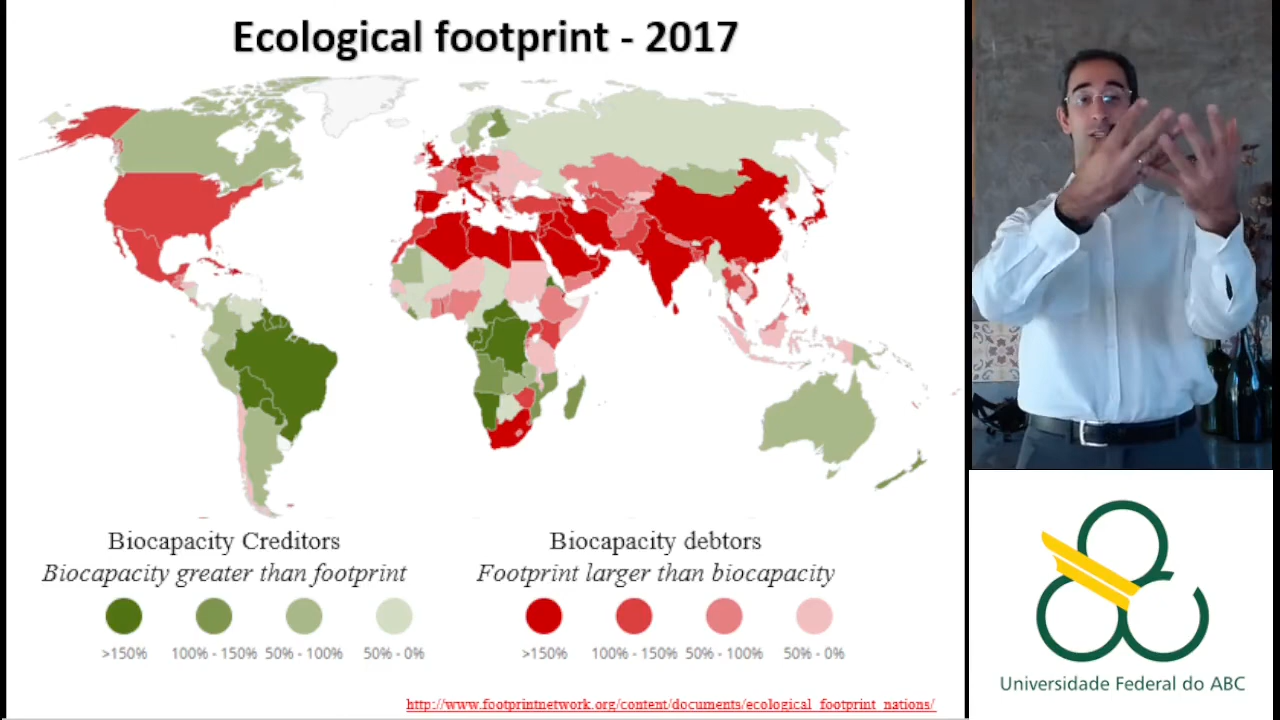 Ecological footprint - 2017
Biocapacity Creditors
Biocapacity greater than footprint
>150% 100% - 150% 50% - 100% 50% - 0%
Biocapacity debtors
Footprint larger than biocapacity
>150% 100% - 150% 50% - 100% 50% - 0%
http://www.footprintnetwork.org/content/documents/ecological_footprint_nations/
Universidade Federal do ABC